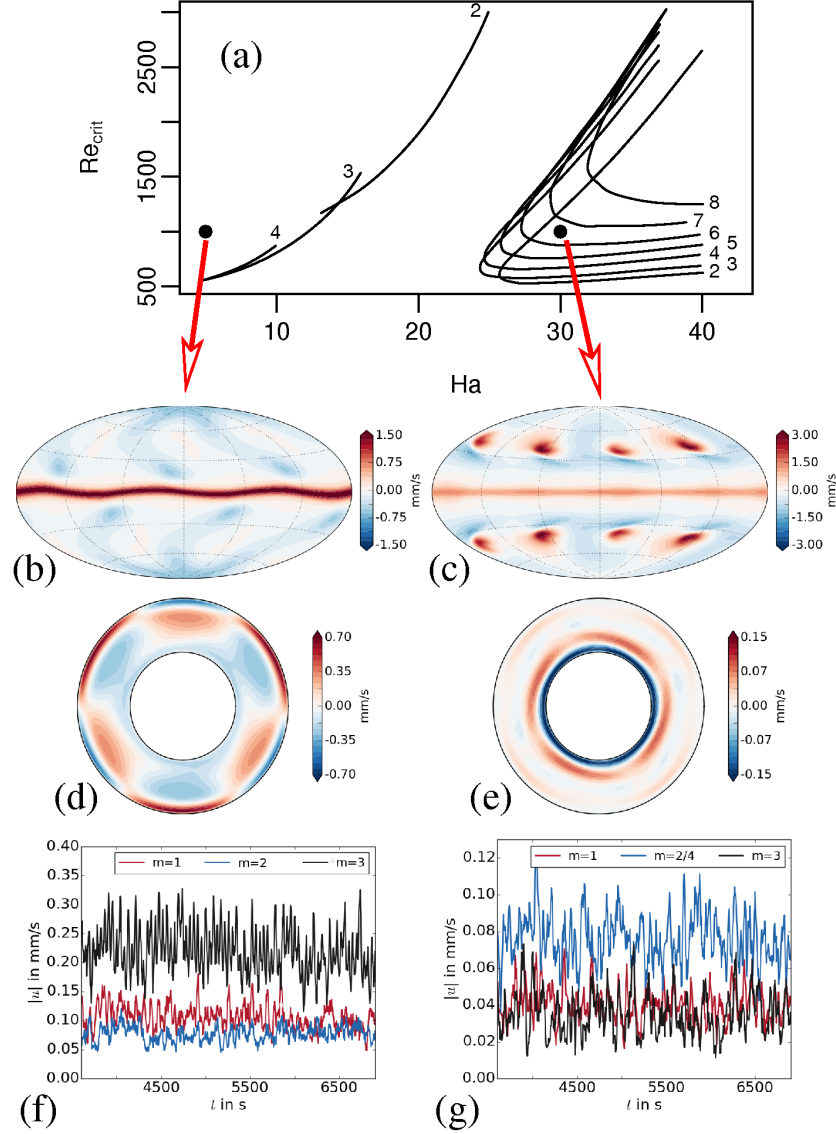 (a)
2
3
4
8
7
6
5
4
3
2
Re_crit
2500
1500
500
10
20
30
40
Ha
1.50
0.75
0.00
-0.75
-1.50
mm/s
(b)
3.00
1.50
0.00
-1.50
-3.00
mm/s
(c)
0.70
0.35
0.00
-0.35
-0.70
mm/s
(d)
0.15
0.07
0.00
-0.07
-0.15
mm/s
(e)
m=1 m=2 m=3
0.40
0.35
0.30
0.25
0.20
0.15
0.10
0.05
0.00
|u| in mm/s
4500 5500 6500
t in s
(f)
m=1 m=2/4 m=3
0.12
0.10
0.08
0.06
0.04
0.02
0.00
|u| in mm/s
4500 5500 6500
t in s
(g)